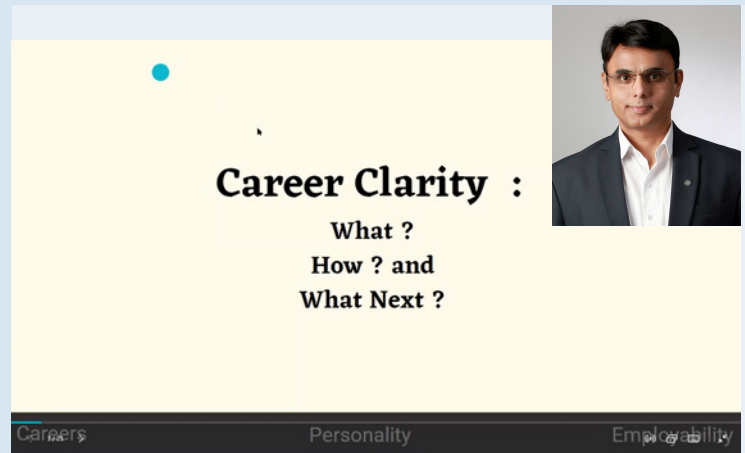 Career Clarity :
What ?
How ? and
What Next ?
Careers
Personality
Employability